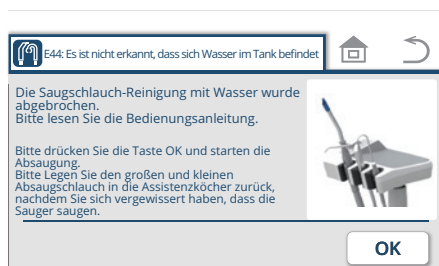 E44: Es ist nicht erkannt, dass sich Wasser im Tank befindet
Die Saugschlauch-Reinigung mit Wasser wurde
abgebrochen.
Bitte lesen Sie die Bedienungsanleitung.
Bitte drücken Sie die Taste OK und starten die
Absaugung.
Bitte Legen Sie den großen und kleinen
Absaugschlauch in die Assistenzköcher zurück,
nachdem Sie sich vergewissert haben, dass die
Sauger saugen.
OK